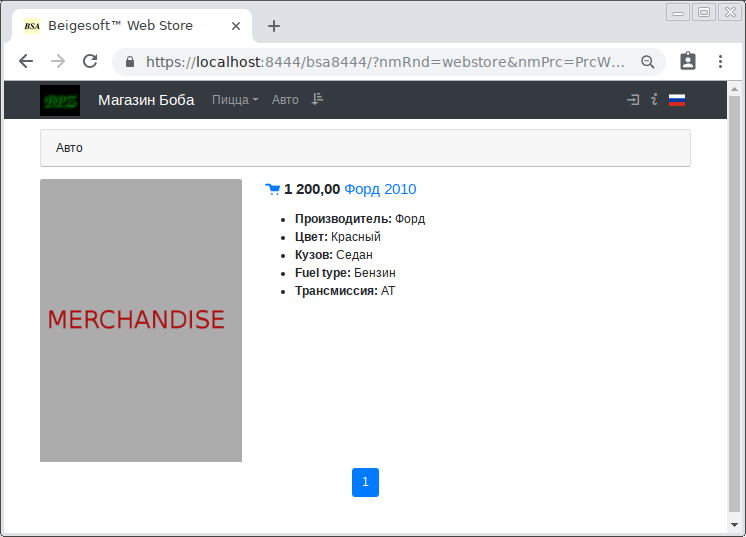 BSA Beigesoft™ Web Store
https://localhost:8444/bsa8444/?nmRnd=webstore&nmPrc=PrcW...
BPZ Магазин Боба Пицца Авто
Авто
1 200,00 Форд 2010
Производитель: Форд
Цвет: Красный
Кузов: Седан
Fuel type: Бензин
Трансмиссия: АТ
MERCHANDISE
1